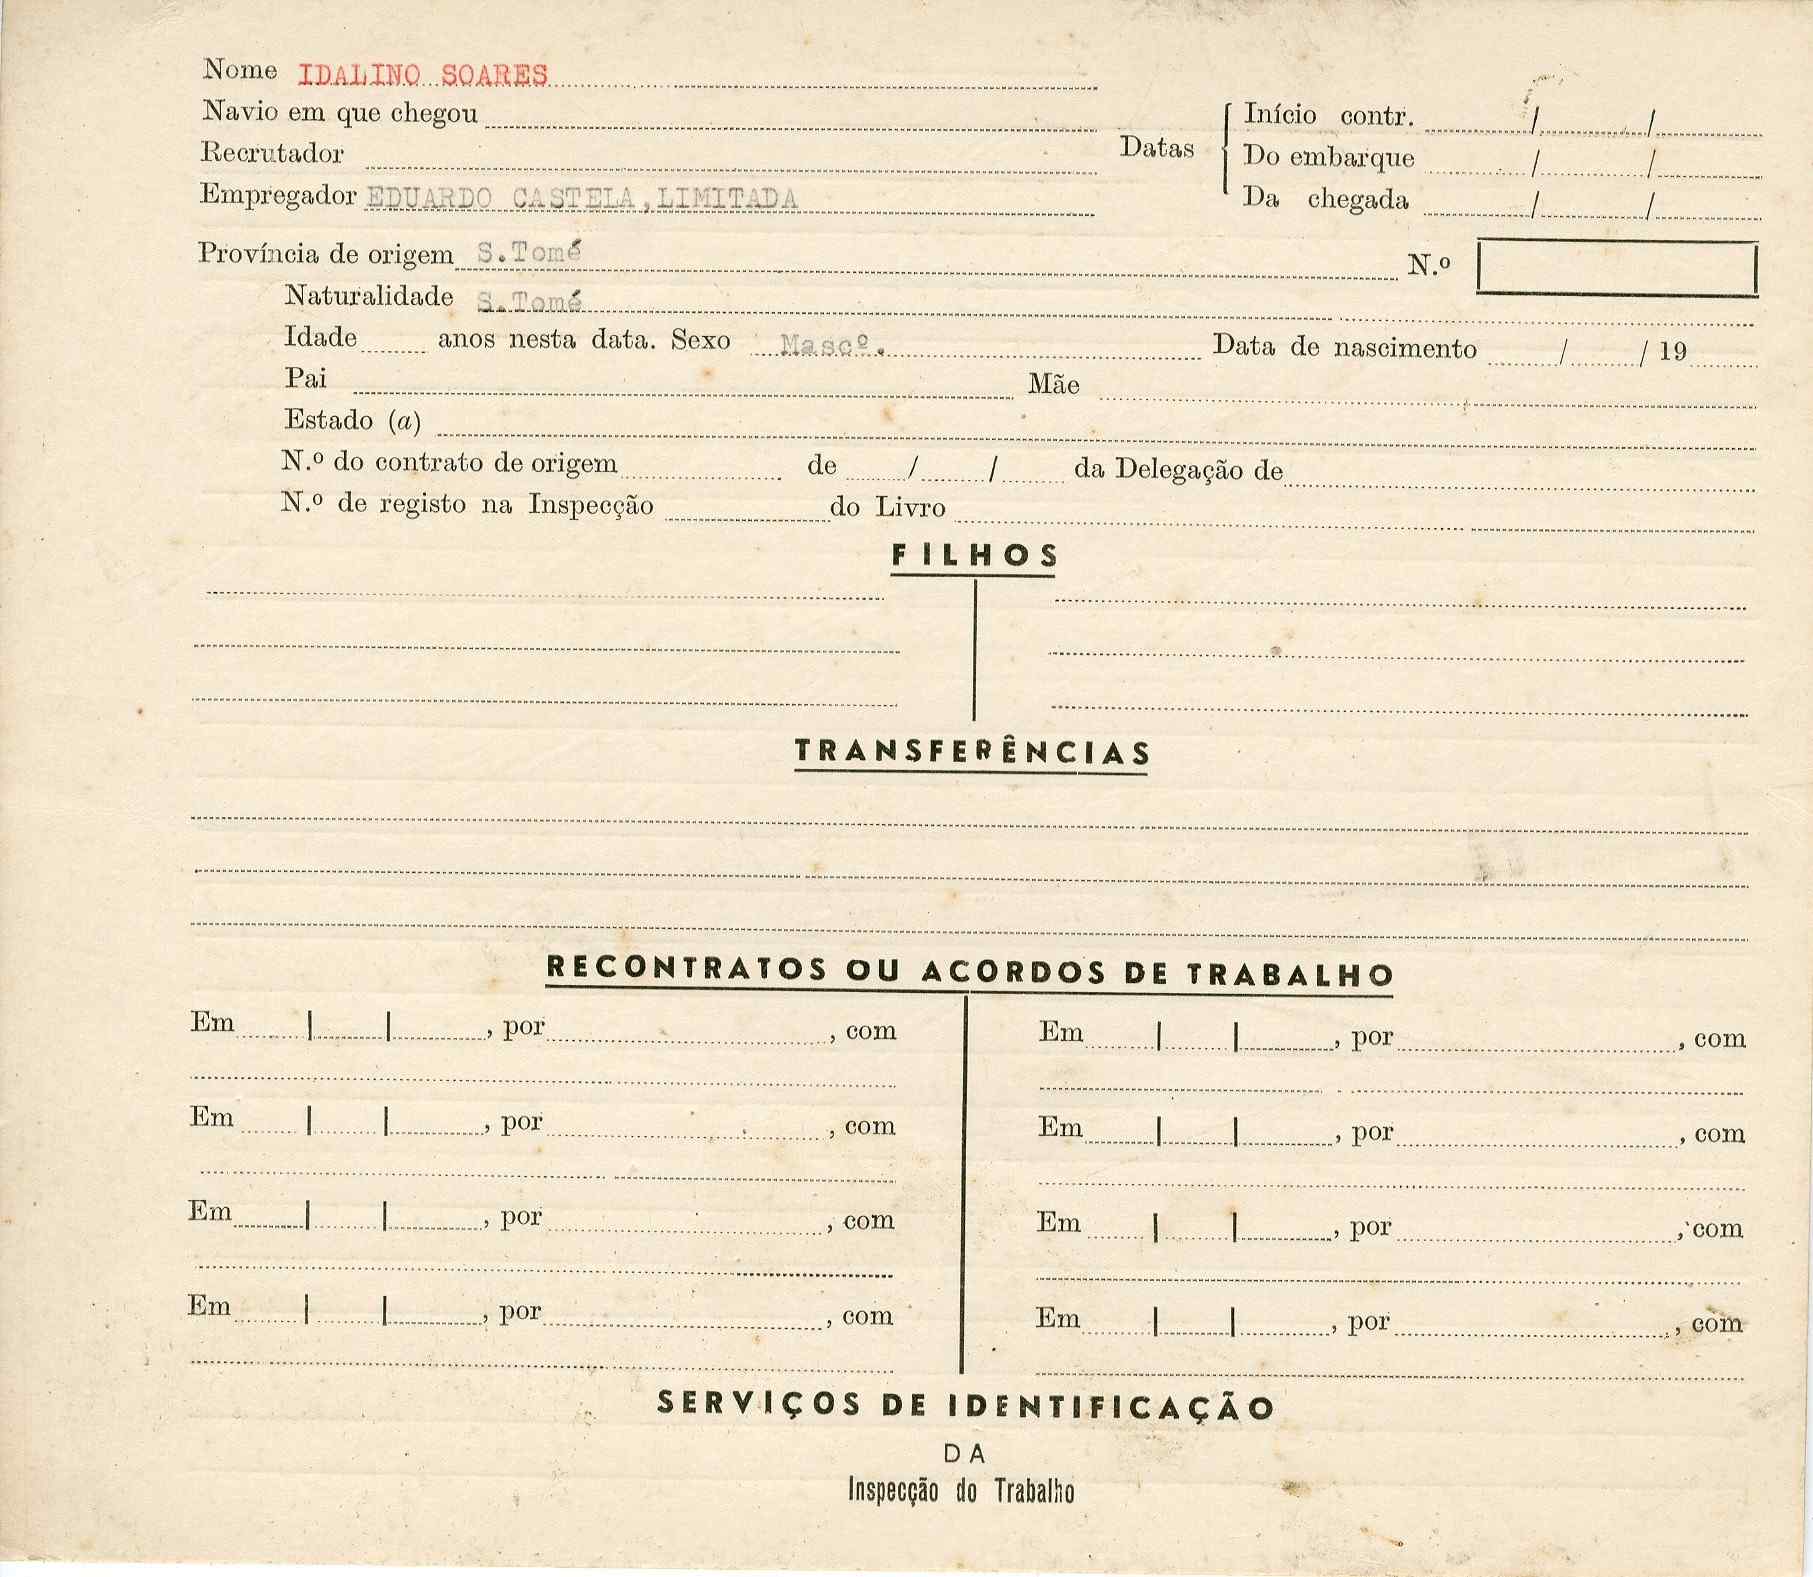 Nome IDALINO SOARES
Navio em que chegou
Recrutador
Empregador EDUARDO CASTELA,LIMITADA
Datas
Início contr. / /
Do embarque / /
Da chegada / /
Província de origem S.Tomé N.º
Naturalidade S.Tomé
Idade anos nesta data. Sexo Mascº. Data de nascimento / / 19
Pai Mãe
Estado (a)
N.º do contrato de origem de / / da Delegação de
N.º de registo na Inspecção do Livro
FILHOS
TRANSFERÊNCIAS
RECONTRATOS OU ACORDOS DE TRABALHO
Em | | , por , com
Em | | , por , com
Em | | , por , com
Em | | , por , com
Em | | , por , com
Em | | , por , com
Em | | , por , com
Em | | , por , com
SERVIÇOS DE IDENTIFICAÇÃO
DA
Inspecção do Trabalho